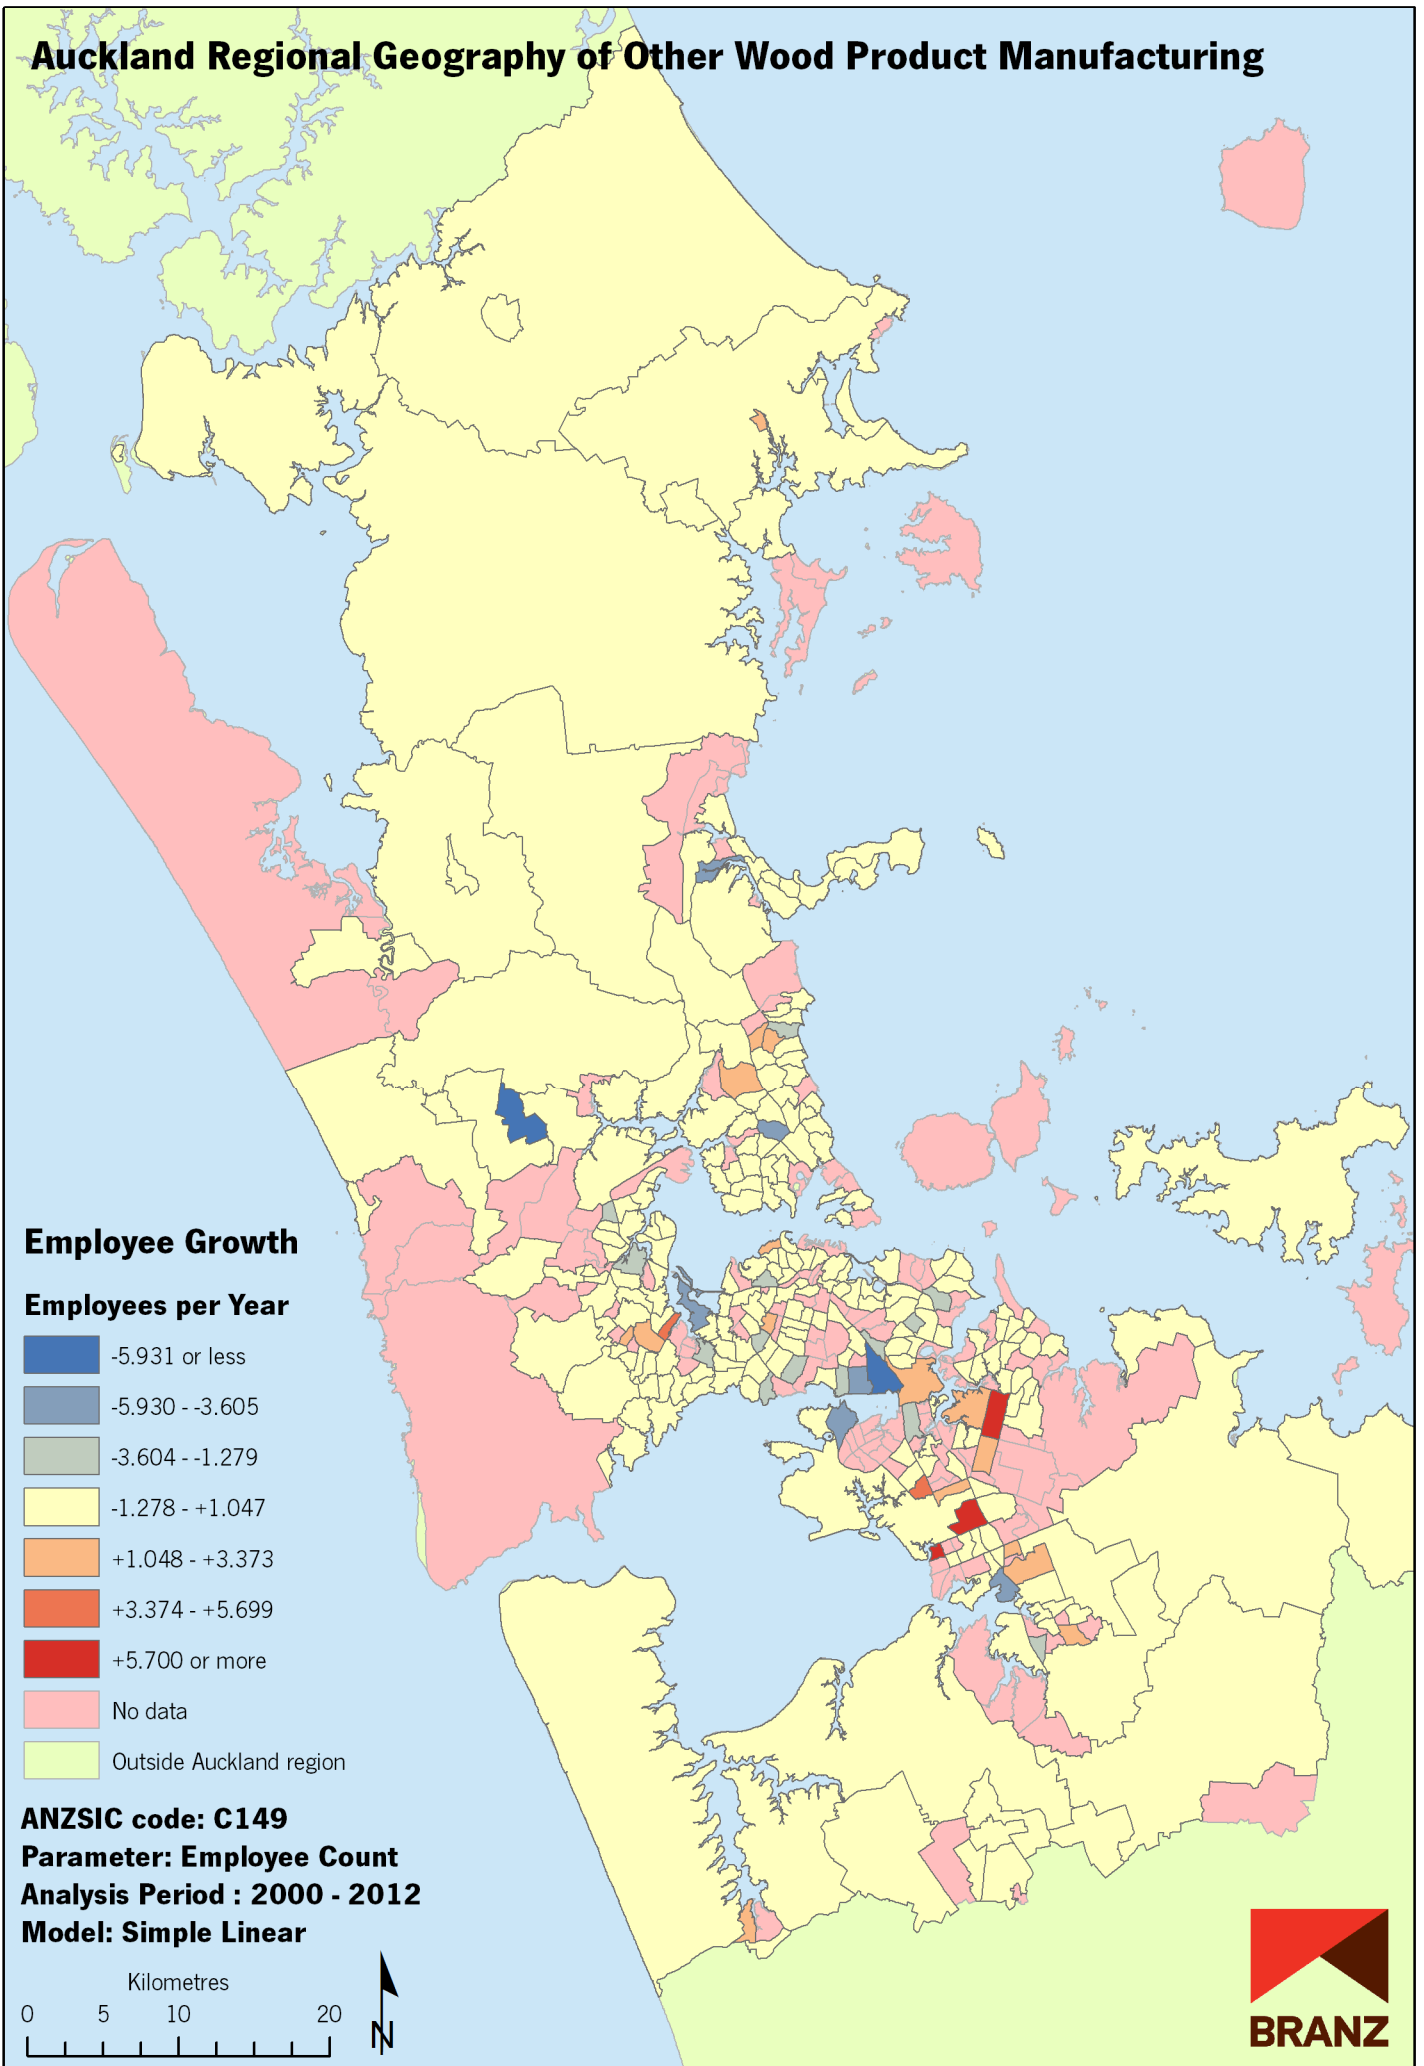 Auckland Regional Geography of Other Wood Product Manufacturing
Employee Growth
Employees per Year
-5.931 or less
-5.930 - -3.605
-3.604 - -1.279
-1.278 - +1.047
+1.048 - +3.373
+3.374 - +5.699
+5.700 or more
No data
Outside Auckland region
ANZSIC code: C149
Parameter: Employee Count
Analysis Period : 2000 - 2012
Model: Simple Linear
Kilometres
0 5 10 20
N
BRANZ